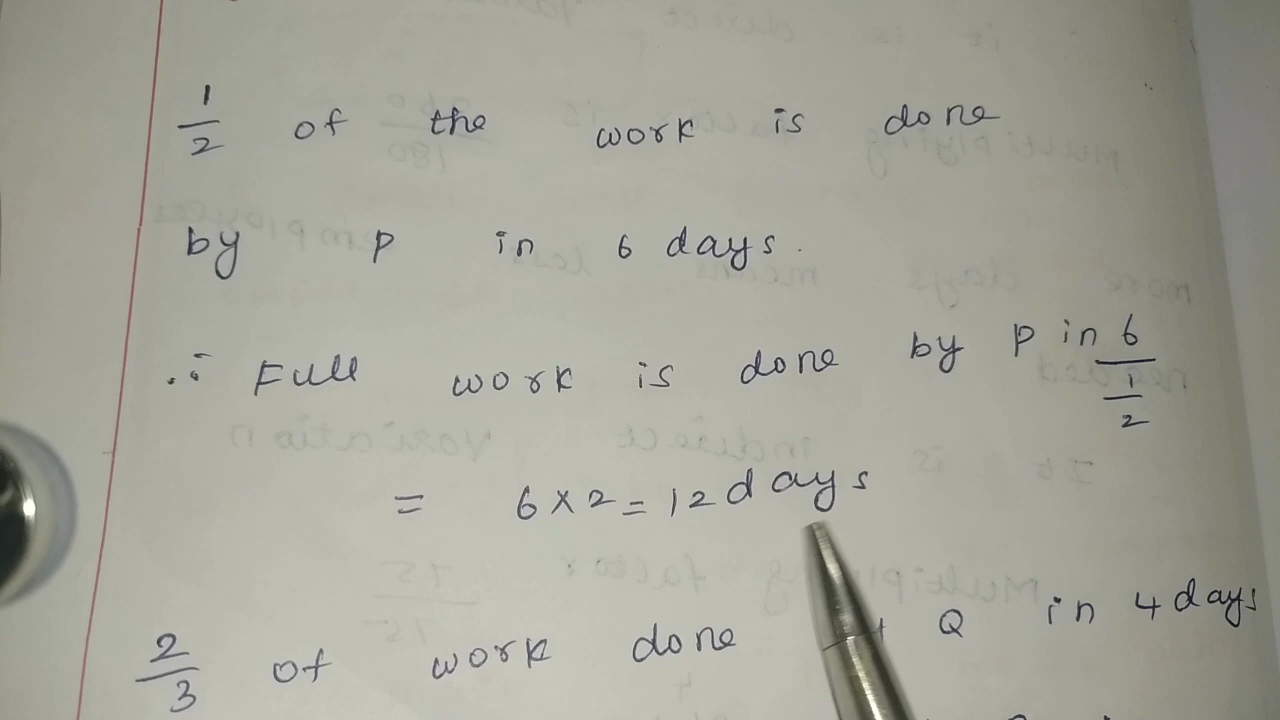 1/2 of the work is done
by P in 6 days.
∴ Full work is done by P in 6/(1/2)
= 6 x 2 = 12 days
2/3 of work done Q in 4 days